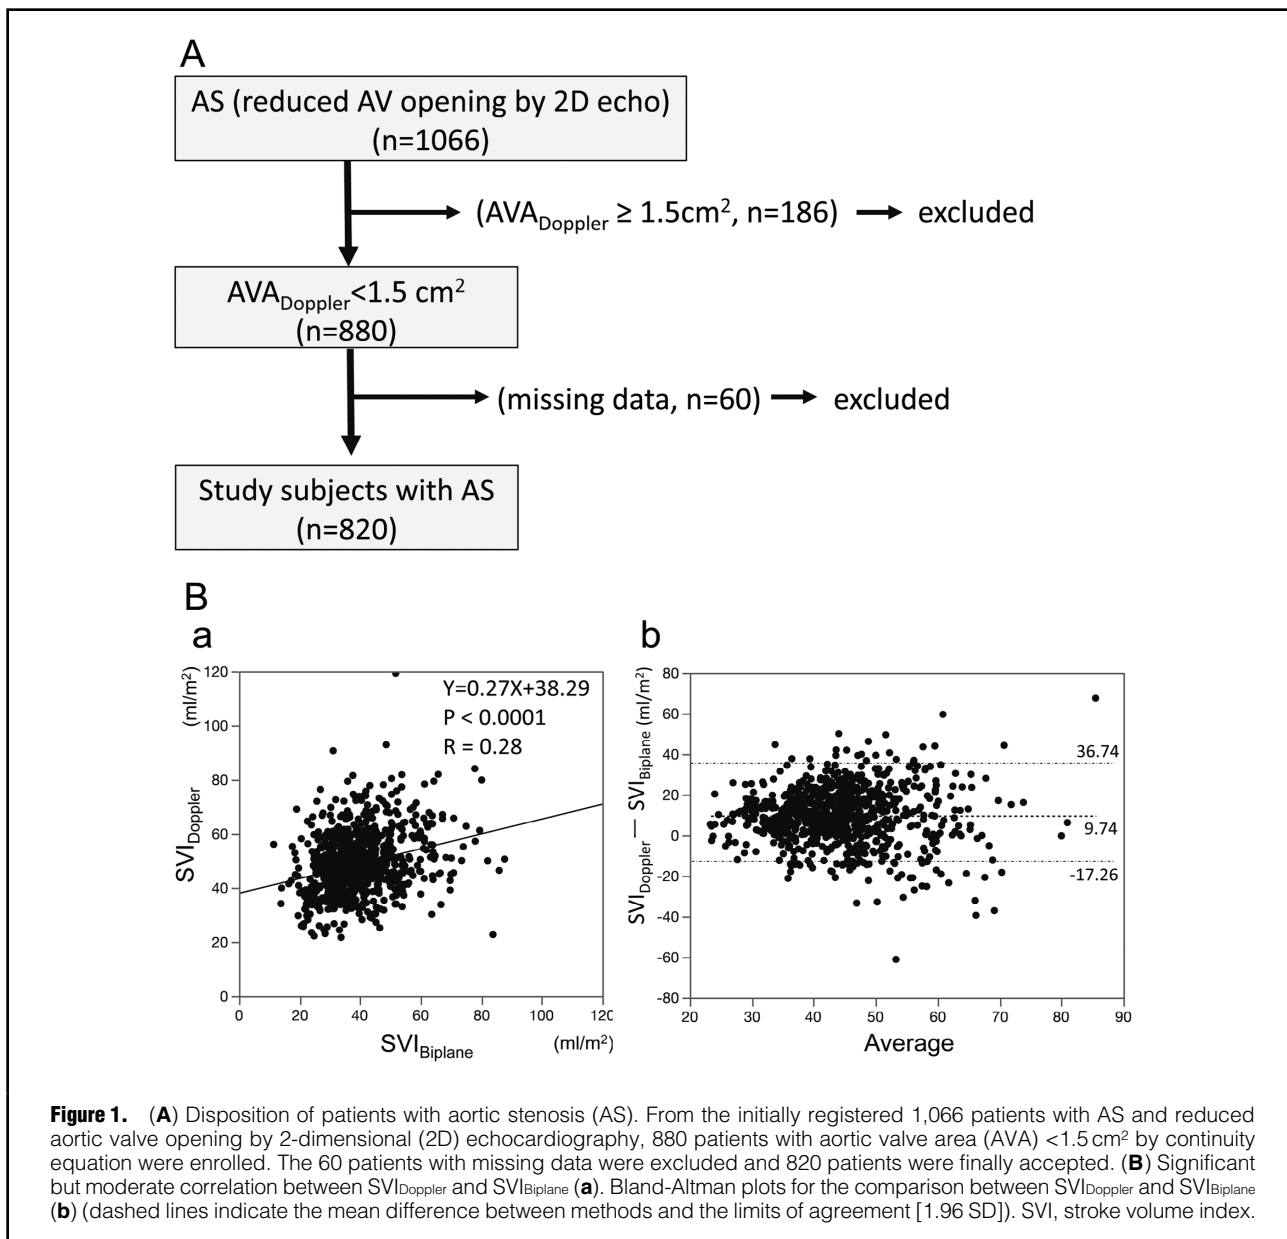 A
AS (reduced AV opening by 2D echo)
(n=1066)
(AVADoppler ≥ 1.5cm², n=186) excluded
AVADoppler<1.5 cm²
(n=880)
(missing data, n=60) excluded
Study subjects with AS
(n=820)
B
a
SVIDoppler (ml/m²)
120
100
80
60
40
20
0
Y=0.27X+38.29
P < 0.0001
R = 0.28
0 20 40 60 80 100 120
SVIBiplane (ml/m²)
b
SVIDoppler — SVIBiplane (ml/m²)
80
60
40
20
0
-20
-40
-60
-80
36.74
9.74
-17.26
20 30 40 50 60 70 80 90
Average
Figure 1. (A) Disposition of patients with aortic stenosis (AS). From the initially registered 1,066 patients with AS and reduced
aortic valve opening by 2-dimensional (2D) echocardiography, 880 patients with aortic valve area (AVA) <1.5 cm² by continuity
equation were enrolled. The 60 patients with missing data were excluded and 820 patients were finally accepted. (B) Significant
but moderate correlation between SVIDoppler and SVIBiplane (a). Bland-Altman plots for the comparison between SVIDoppler and SVIBiplane
(b) (dashed lines indicate the mean difference between methods and the limits of agreement [1.96 SD]). SVI, stroke volume index.